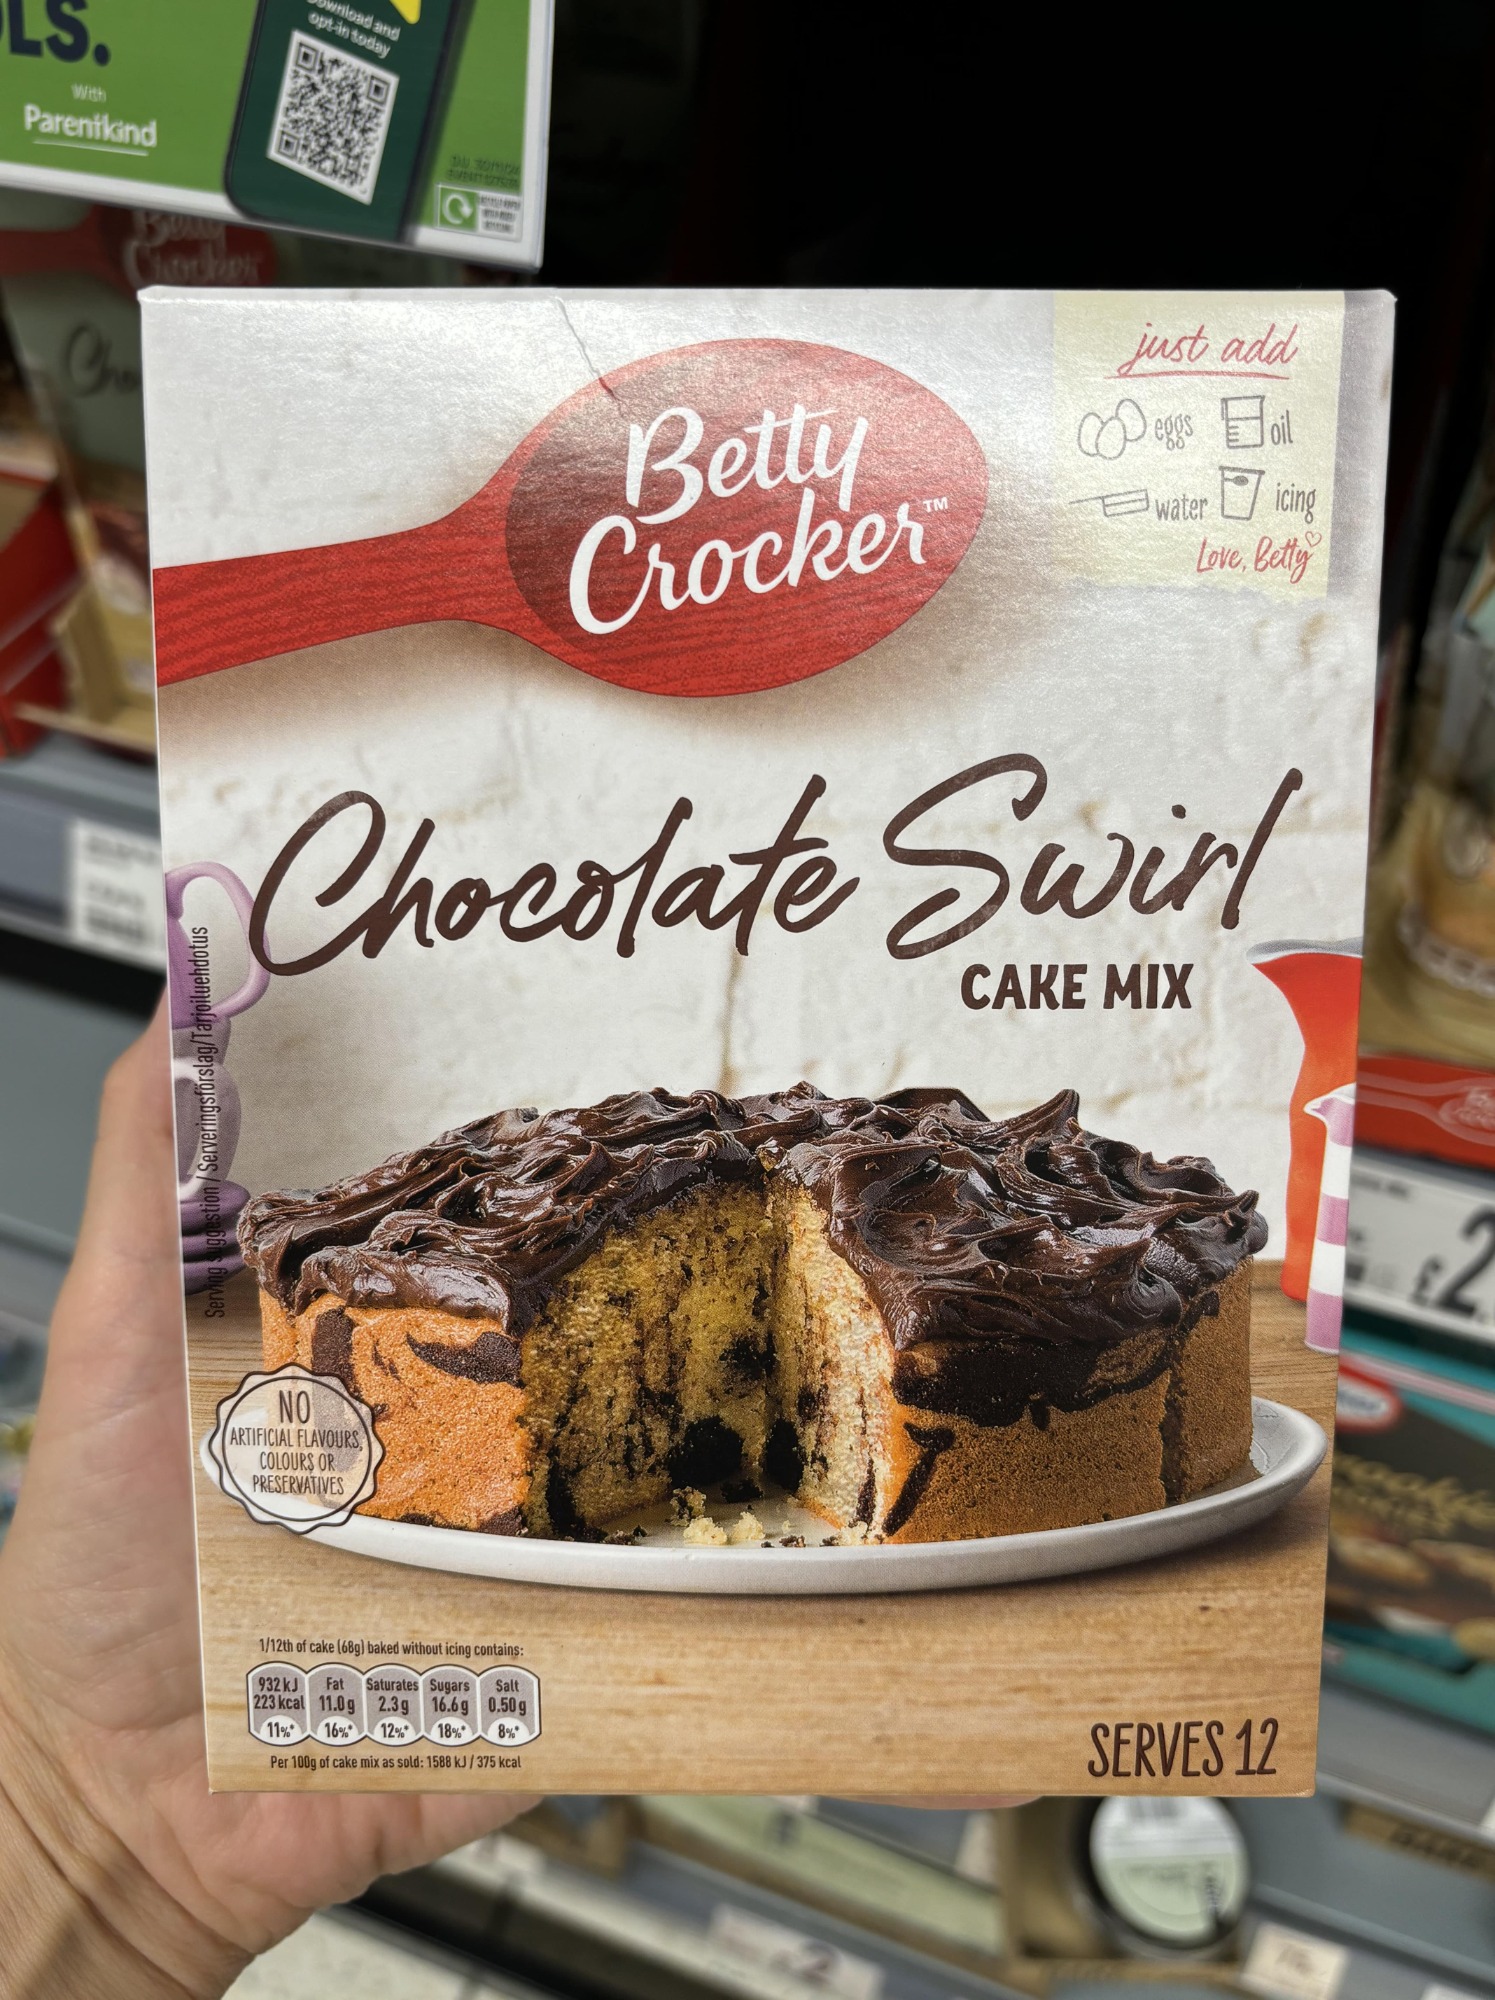 LS.
With
Parentkind
Download and
opt-in today
Betty
Crocker
Betty
Crocker™
just add
eggs
oil
water
icing
Love, Betty
Chocolate Swirl
CAKE MIX
Serving suggestion / Serveringsförslag/Tarjoiluehdotus
NO
ARTIFICIAL FLAVOURS,
COLOURS OR
PRESERVATIVES
1/12th of cake (68g) baked without icing contains:
932 kJ Fat Saturates Sugars Salt
223 kcal 11.0g 2.3g 16.6g 0.50g
11%* 16%* 12%* 18%* 8%*
Per 100g of cake mix as sold: 1588 kJ / 375 kcal
SERVES 12
£2